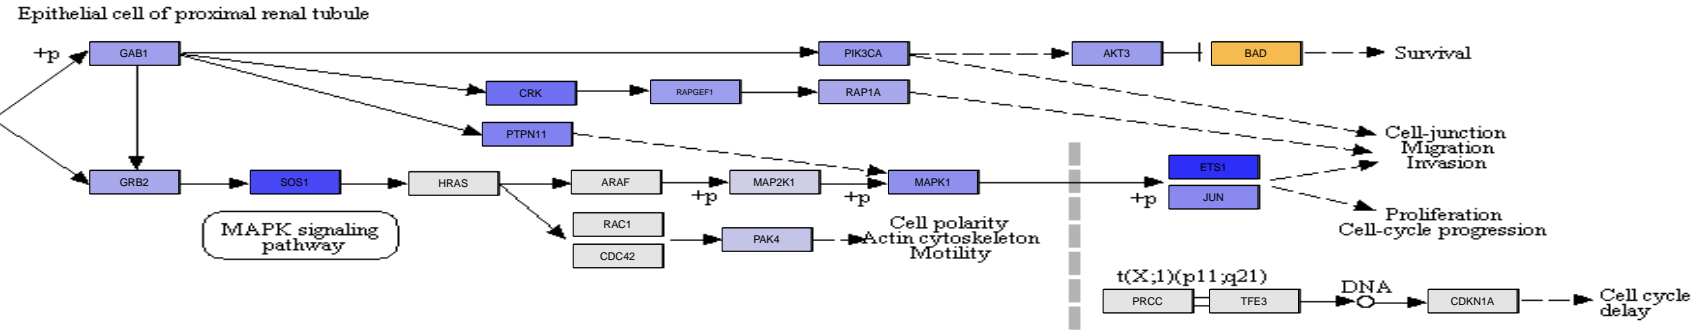 Epithelial cell of proximal renal tubule
+p
GAB1
PIK3CA
AKT3
BAD
Survival
CRK
RAPGEF1
RAP1A
PTPN11
Cell-junction
Migration
Invasion
GRB2
SOS1
HRAS
ARAF
+p
MAP2K1
+p
MAPK1
+p
ETS1
JUN
MAPK signaling
pathway
RAC1
CDC42
PAK4
Cell polarity
Actin cytoskeleton
Motility
Proliferation
Cell-cycle progression
t(X;1)(p11;q21)
PRCC
TFE3
DNA
CDKN1A
Cell cycle
delay